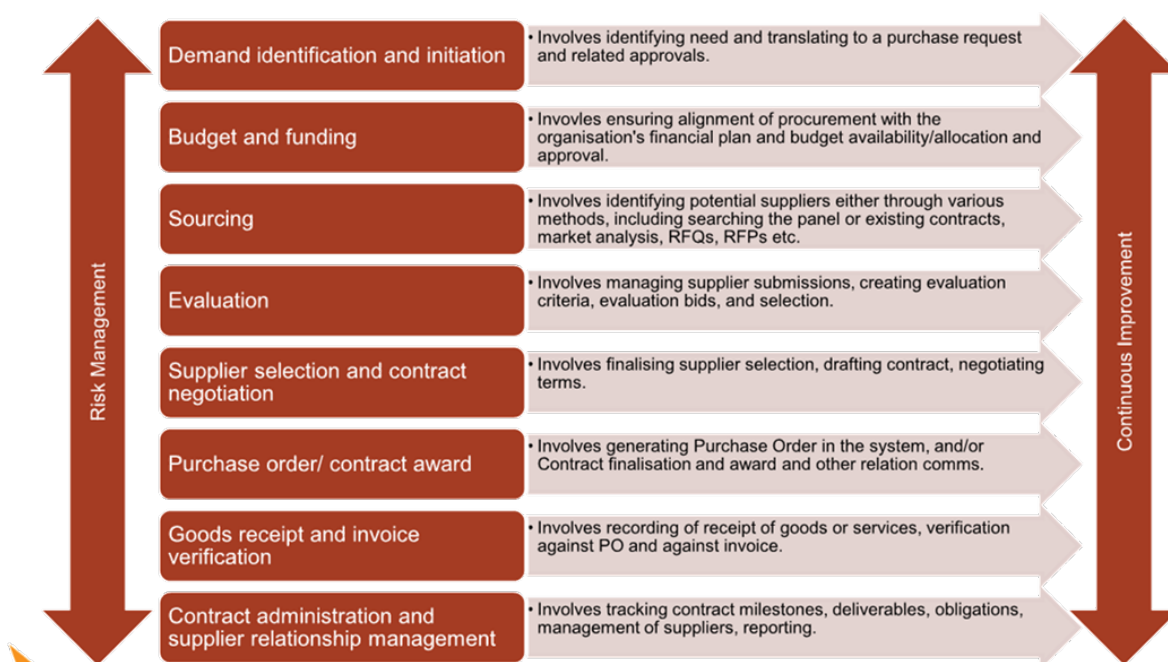 Risk Management
Demand identification and initiation
• Involves identifying need and translating to a purchase request
and related approvals.
Budget and funding
• Invovles ensuring alignment of procurement with the
organisation's financial plan and budget availability/allocation and
approval.
Sourcing
• Involves identifying potential suppliers either through various
methods, including searching the panel or existing contracts,
market analysis, RFQs, RFPs etc.
Evaluation
• Involves managing supplier submissions, creating evaluation
criteria, evaluation bids, and selection.
Supplier selection and contract
negotiation
• Involves finalising supplier selection, drafting contract, negotiating
terms.
Purchase order/ contract award
• Involves generating Purchase Order in the system, and/or
Contract finalisation and award and other relation comms.
Goods receipt and invoice
verification
• Involves recording of receipt of goods or services, verification
against PO and against invoice.
Contract administration and
supplier relationship management
• Involves tracking contract milestones, deliverables, obligations,
management of suppliers, reporting.
Continuous Improvement